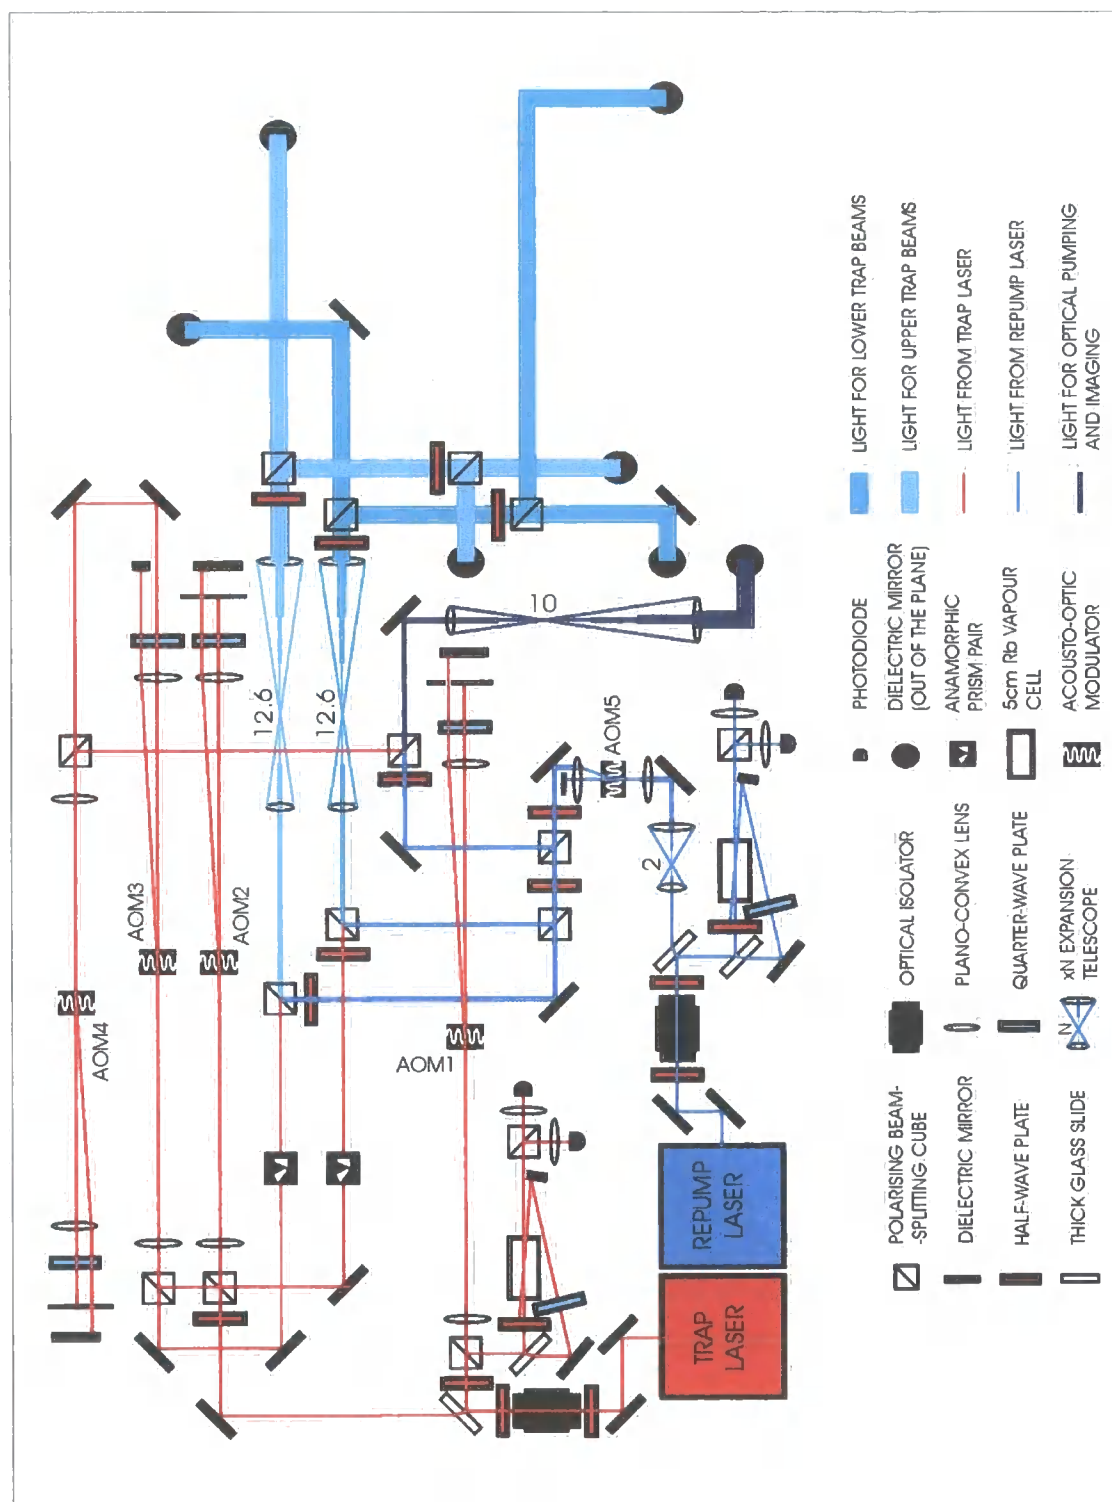 12.6
12.6
10
AOM3
AOM2
AOM4
AOM5
2
AOM1
REPUMP
LASER
TRAP
LASER
POLARISING BEAM-
-SPLITTING CUBE
DIELECTRIC MIRROR
HALF-WAVE PLATE
THICK GLASS SLIDE
OPTICAL ISOLATOR
PLANO-CONVEX LENS
QUARTER-WAVE PLATE
N
xN EXPANSION
TELESCOPE
PHOTODIODE
DIELECTRIC MIRROR
(OUT OF THE PLANE)
ANAMORPHIC
PRISM PAIR
5cm Rb VAPOUR
CELL
ACOUSTO-OPTIC
MODULATOR
LIGHT FOR LOWER TRAP BEAMS
LIGHT FOR UPPER TRAP BEAMS
LIGHT FROM TRAP LASER
LIGHT FROM REPUMP LASER
LIGHT FOR OPTICAL PUMPING
AND IMAGING